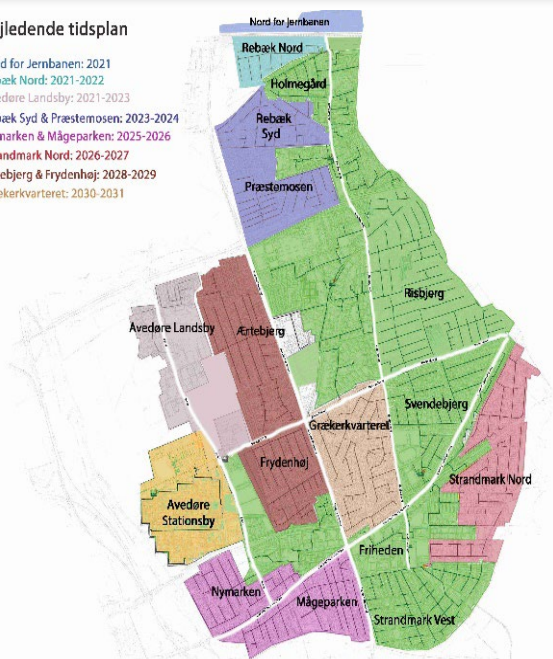 jledende tidsplan
d for Jernbanen: 2021
bæk Nord: 2021-2022
edøre Landsby: 2021-2023
bæk Syd & Præstemosen: 2023-2024
marken & Mågeparken: 2025-2026
andmark Nord: 2026-2027
ebjerg & Frydenhøj: 2028-2029
ekerkvarteret: 2030-2031
Nord for jernbanen
Rebæk Nord
Holmegård
Rebæk
Syd
Præstemosen
Risbjerg
Avedøre Landsby
Ærtebjerg
Svendebjerg
Grækerkvarteret
Frydenhøj
Strandmark Nord
Avedøre
Stationsby
Friheden
Nymarken
Mågeparken
Strandmark Vest